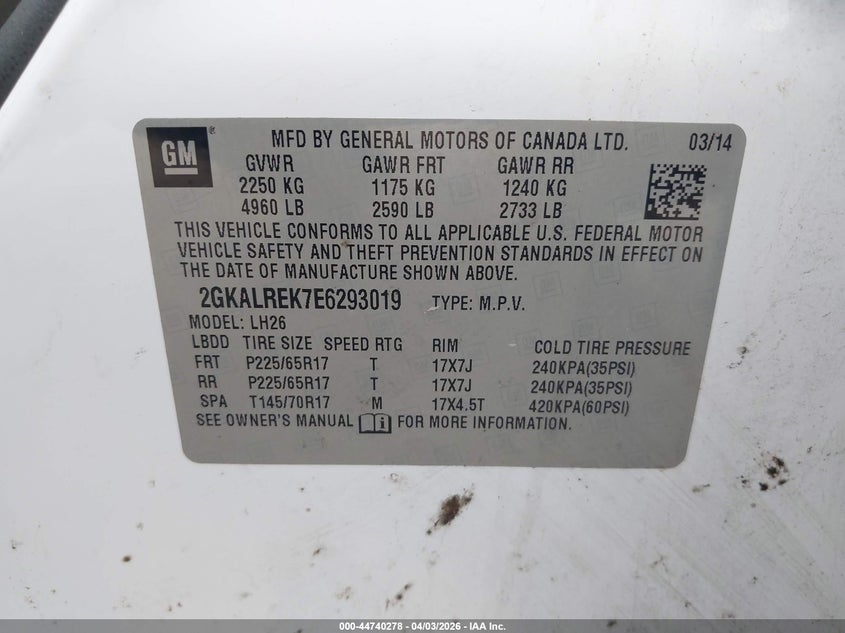 GM ®
MFD BY GENERAL MOTORS OF CANADA LTD. 03/14
GVWR GAWR FRT GAWR RR
2250 KG 1175 KG 1240 KG
4960 LB 2590 LB 2733 LB
THIS VEHICLE CONFORMS TO ALL APPLICABLE U.S. FEDERAL MOTOR
VEHICLE SAFETY AND THEFT PREVENTION STANDARDS IN EFFECT ON
THE DATE OF MANUFACTURE SHOWN ABOVE.
2GKALREK7E6293019 TYPE: M.P.V.
MODEL: LH26
LBDD TIRE SIZE SPEED RTG RIM COLD TIRE PRESSURE
FRT P225/65R17 T 17X7J 240KPA(35PSI)
RR P225/65R17 T 17X7J 240KPA(35PSI)
SPA T145/70R17 M 17X4.5T 420KPA(60PSI)
SEE OWNER'S MANUAL i FOR MORE INFORMATION.
000-44740278 - 04/03/2026 - IAA Inc.